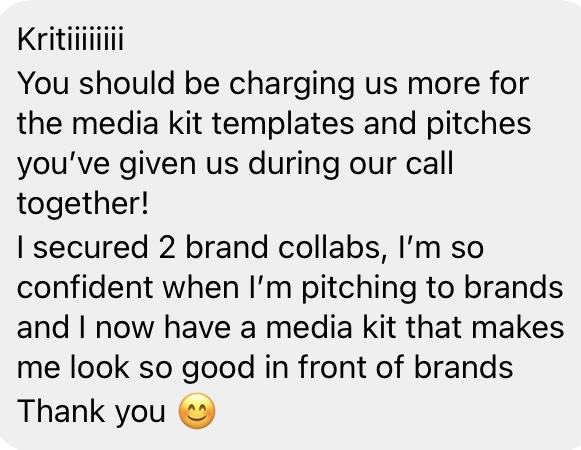 Kritiiiiiiii
You should be charging us more for
the media kit templates and pitches
you’ve given us during our call
together!
I secured 2 brand collabs, I’m so
confident when I’m pitching to brands
and I now have a media kit that makes
me look so good in front of brands
Thank you 😊